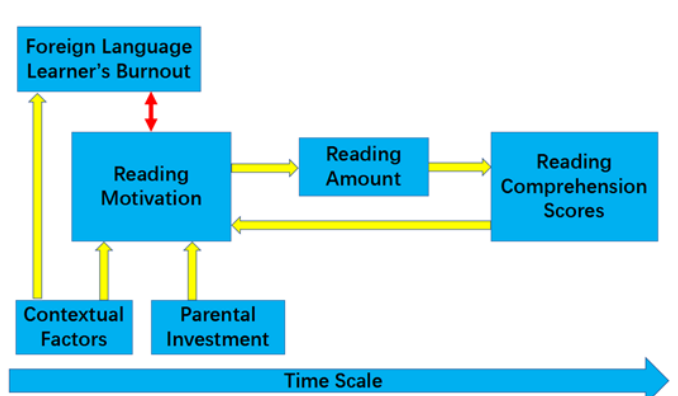 Foreign Language
Learner's Burnout
Reading
Motivation
Reading
Amount
Reading
Comprehension
Scores
Contextual
Factors
Parental
Investment
Time Scale